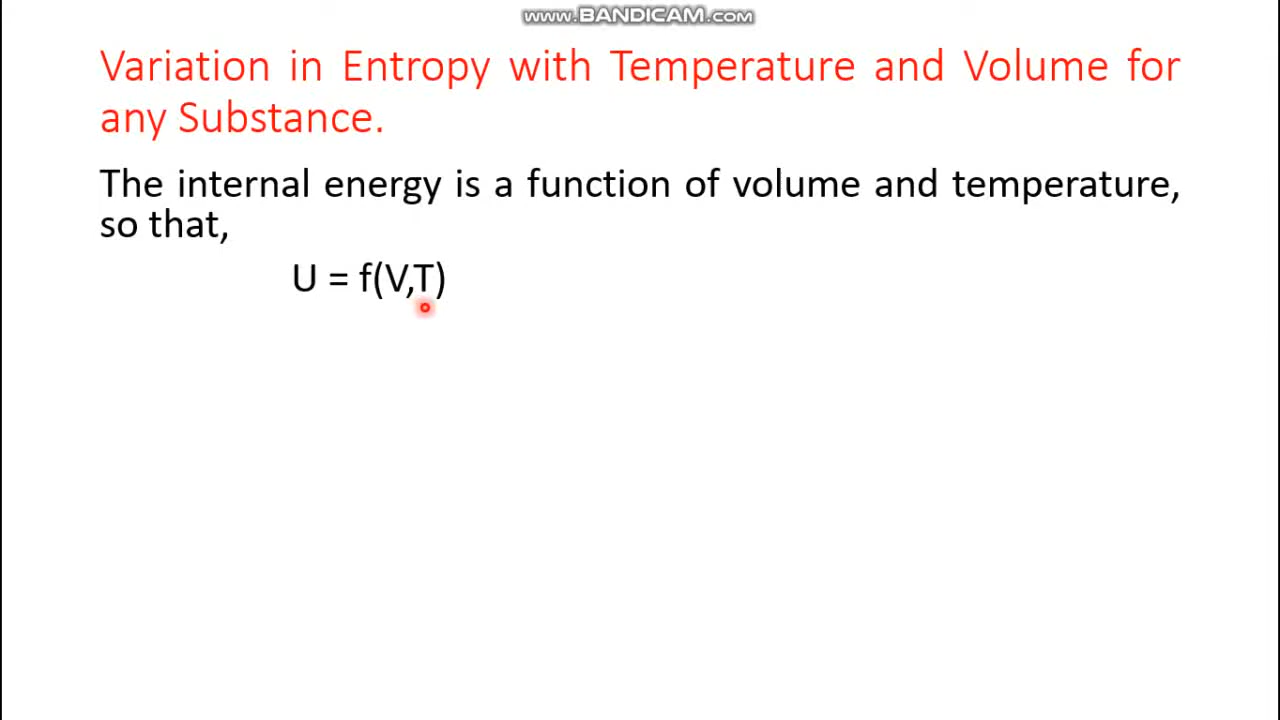 www.BANDICAM.com
Variation in Entropy with Temperature and Volume for
any Substance.
The internal energy is a function of volume and temperature,
so that,
U = f(V,T)